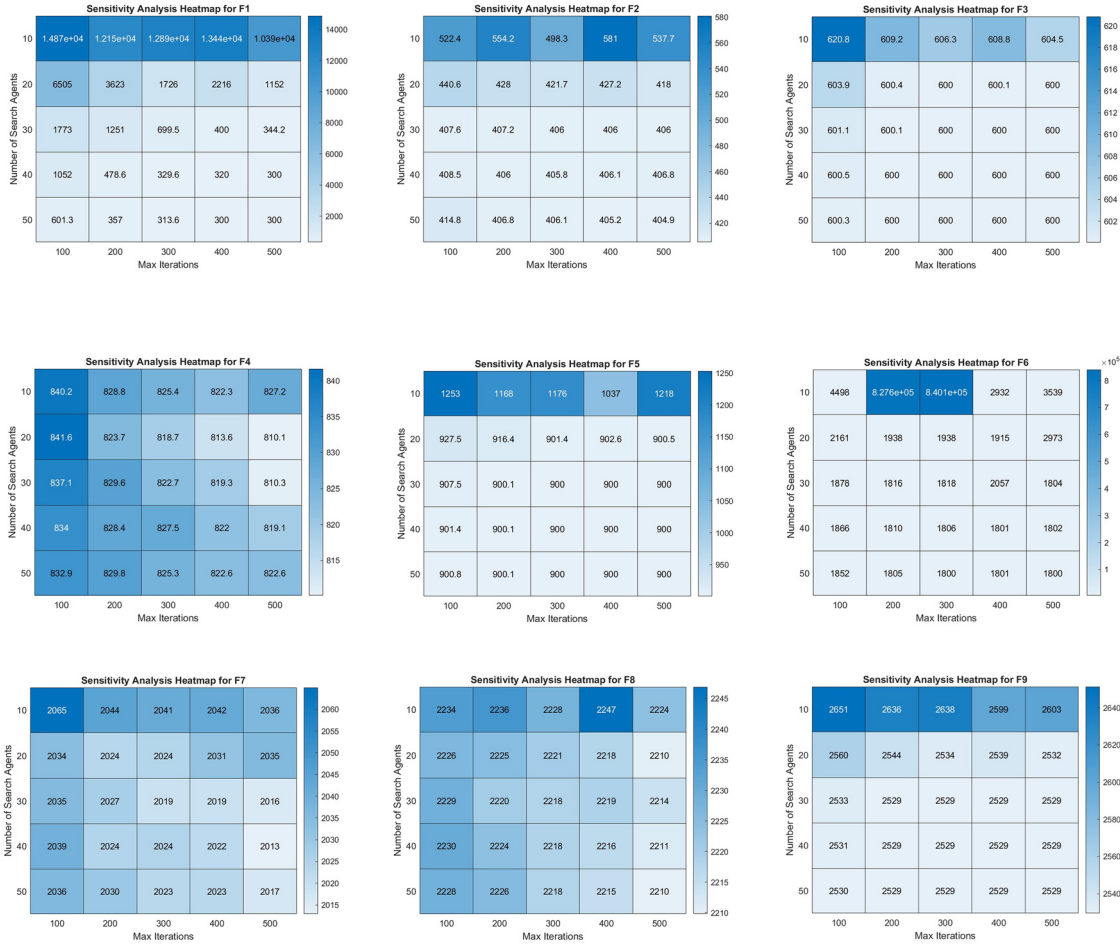 Sensitivity Analysis Heatmap for F1
Number of Search Agents
10 1.487e+04 1.215e+04 1.289e+04 1.344e+04 1.039e+04
20 6505 3623 1726 2216 1152
30 1773 1251 699.5 400 344.2
40 1052 478.6 329.6 320 300
50 601.3 357 313.6 300 300
100 200 300 400 500
Max Iterations
14000
12000
10000
8000
6000
4000
2000
Sensitivity Analysis Heatmap for F2
Number of Search Agents
10 522.4 554.2 498.3 581 537.7
20 440.6 428 421.7 427.2 418
30 407.6 407.2 406 406 406
40 408.5 406 405.8 406.1 406.8
50 414.8 406.8 406.1 405.2 404.9
100 200 300 400 500
Max Iterations
580
560
540
520
500
480
460
440
420
Sensitivity Analysis Heatmap for F3
Number of Search Agents
10 620.8 609.2 606.3 608.8 604.5
20 603.9 600.4 600 600.1 600
30 601.1 600.1 600 600 600
40 600.5 600 600 600 600
50 600.3 600 600 600 600
100 200 300 400 500
Max Iterations
620
618
616
614
612
610
608
606
604
602
Sensitivity Analysis Heatmap for F4
Number of Search Agents
10 840.2 828.8 825.4 822.3 827.2
20 841.6 823.7 818.7 813.6 810.1
30 837.1 829.6 822.7 819.3 810.3
40 834 828.4 827.5 822 819.1
50 832.9 829.8 825.3 822.6 822.6
100 200 300 400 500
Max Iterations
840
835
830
825
820
815
Sensitivity Analysis Heatmap for F5
Number of Search Agents
10 1253 1168 1176 1037 1218
20 927.5 916.4 901.4 902.6 900.5
30 907.5 900.1 900 900 900
40 901.4 900.1 900 900 900
50 900.8 900.1 900 900 900
100 200 300 400 500
Max Iterations
1250
1200
1150
1100
1050
1000
950
Sensitivity Analysis Heatmap for F6
Number of Search Agents
10 4498 8.276e+05 8.401e+05 2932 3539
20 2161 1938 1938 1915 2973
30 1878 1816 1818 2057 1804
40 1866 1810 1806 1801 1802
50 1852 1805 1800 1801 1800
100 200 300 400 500
Max Iterations
×10⁵
8
7
6
5
4
3
2
1
Sensitivity Analysis Heatmap for F7
Number of Search Agents
10 2065 2044 2041 2042 2036
20 2034 2024 2024 2031 2035
30 2035 2027 2019 2019 2016
40 2039 2024 2024 2022 2013
50 2036 2030 2023 2023 2017
100 200 300 400 500
Max Iterations
2060
2055
2050
2045
2040
2035
2030
2025
2020
2015
Sensitivity Analysis Heatmap for F8
Number of Search Agents
10 2234 2236 2228 2247 2224
20 2226 2225 2221 2218 2210
30 2229 2220 2218 2219 2214
40 2230 2224 2218 2216 2211
50 2228 2226 2218 2215 2210
100 200 300 400 500
Max Iterations
2245
2240
2235
2230
2225
2220
2215
2210
Sensitivity Analysis Heatmap for F9
Number of Search Agents
10 2651 2636 2638 2599 2603
20 2560 2544 2534 2539 2532
30 2533 2529 2529 2529 2529
40 2531 2529 2529 2529 2529
50 2530 2529 2529 2529 2529
100 200 300 400 500
Max Iterations
2640
2620
2600
2580
2560
2540